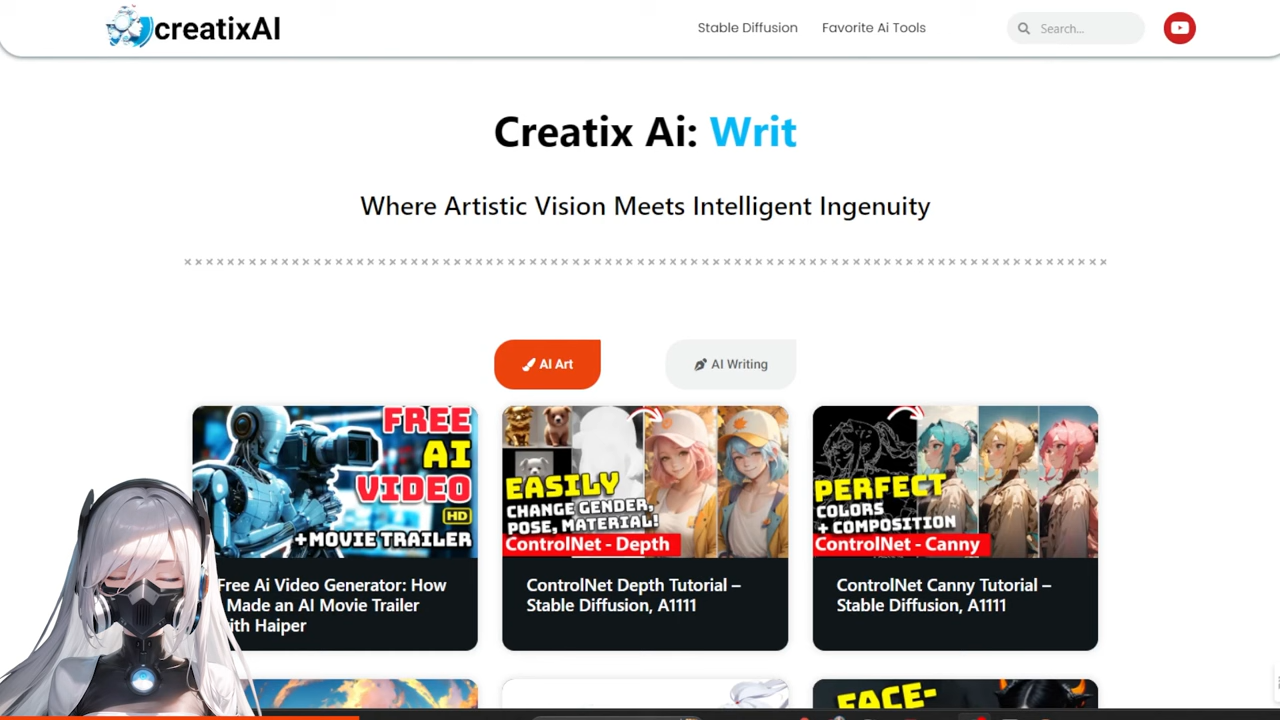 creatixAI
Stable Diffusion
Favorite Ai Tools
Search...
Creatix Ai: Writ
Where Artistic Vision Meets Intelligent Ingenuity
AI Art
AI Writing
FREE
AI
VIDEO
HD
+MOVIE TRAILER
Free Ai Video Generator: How
Made an AI Movie Trailer
with Haiper
EASILY
CHANGE GENDER,
POSE, MATERIAL!
ControlNet - Depth
ControlNet Depth Tutorial –
Stable Diffusion, A1111
PERFECT
COLORS
+ COMPOSITION
ControlNet - Canny
ControlNet Canny Tutorial –
Stable Diffusion, A1111
FACE-